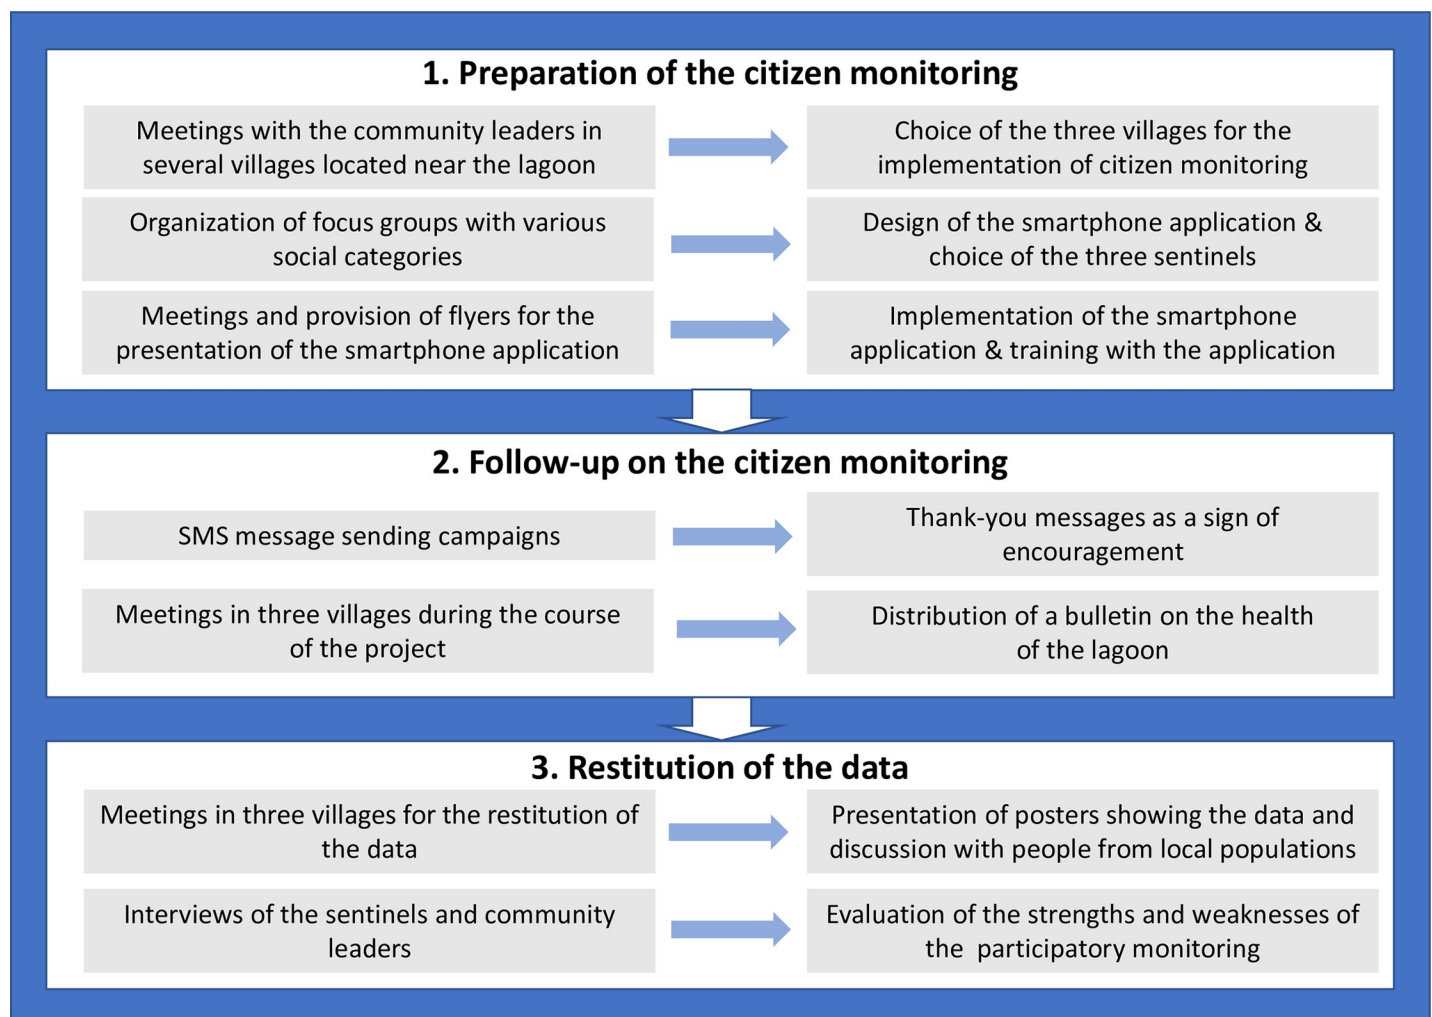 1. Preparation of the citizen monitoring
Meetings with the community leaders in
several villages located near the lagoon
Choice of the three villages for the
implementation of citizen monitoring
Organization of focus groups with various
social categories
Design of the smartphone application &
choice of the three sentinels
Meetings and provision of flyers for the
presentation of the smartphone application
Implementation of the smartphone
application & training with the application
2. Follow-up on the citizen monitoring
SMS message sending campaigns
Thank-you messages as a sign of
encouragement
Meetings in three villages during the course
of the project
Distribution of a bulletin on the health
of the lagoon
3. Restitution of the data
Meetings in three villages for the restitution of
the data
Presentation of posters showing the data and
discussion with people from local populations
Interviews of the sentinels and community
leaders
Evaluation of the strengths and weaknesses of
the  participatory monitoring